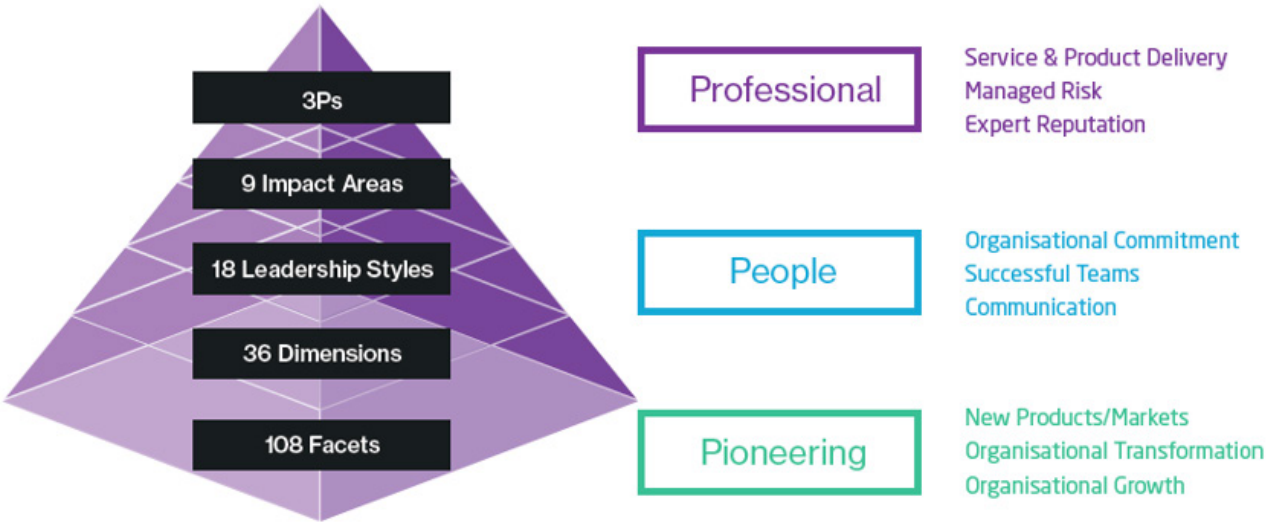 3Ps
9 Impact Areas
18 Leadership Styles
36 Dimensions
108 Facets
Professional
Service & Product Delivery
Managed Risk
Expert Reputation
People
Organisational Commitment
Successful Teams
Communication
Pioneering
New Products/Markets
Organisational Transformation
Organisational Growth